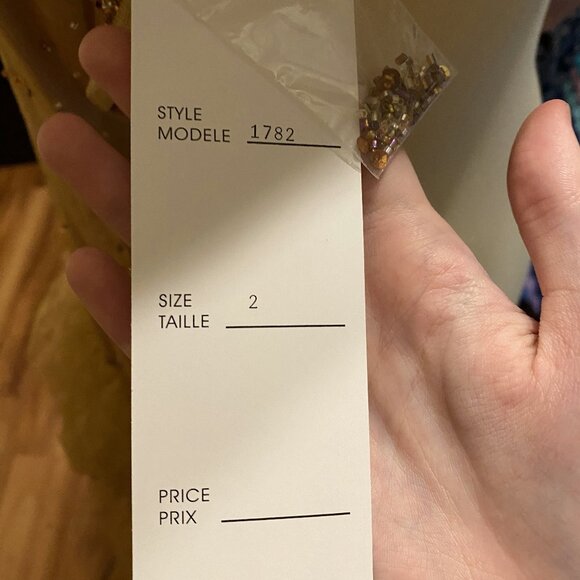 STYLE
MODELE 1782
SIZE 2
TAILLE
PRICE
PRIX